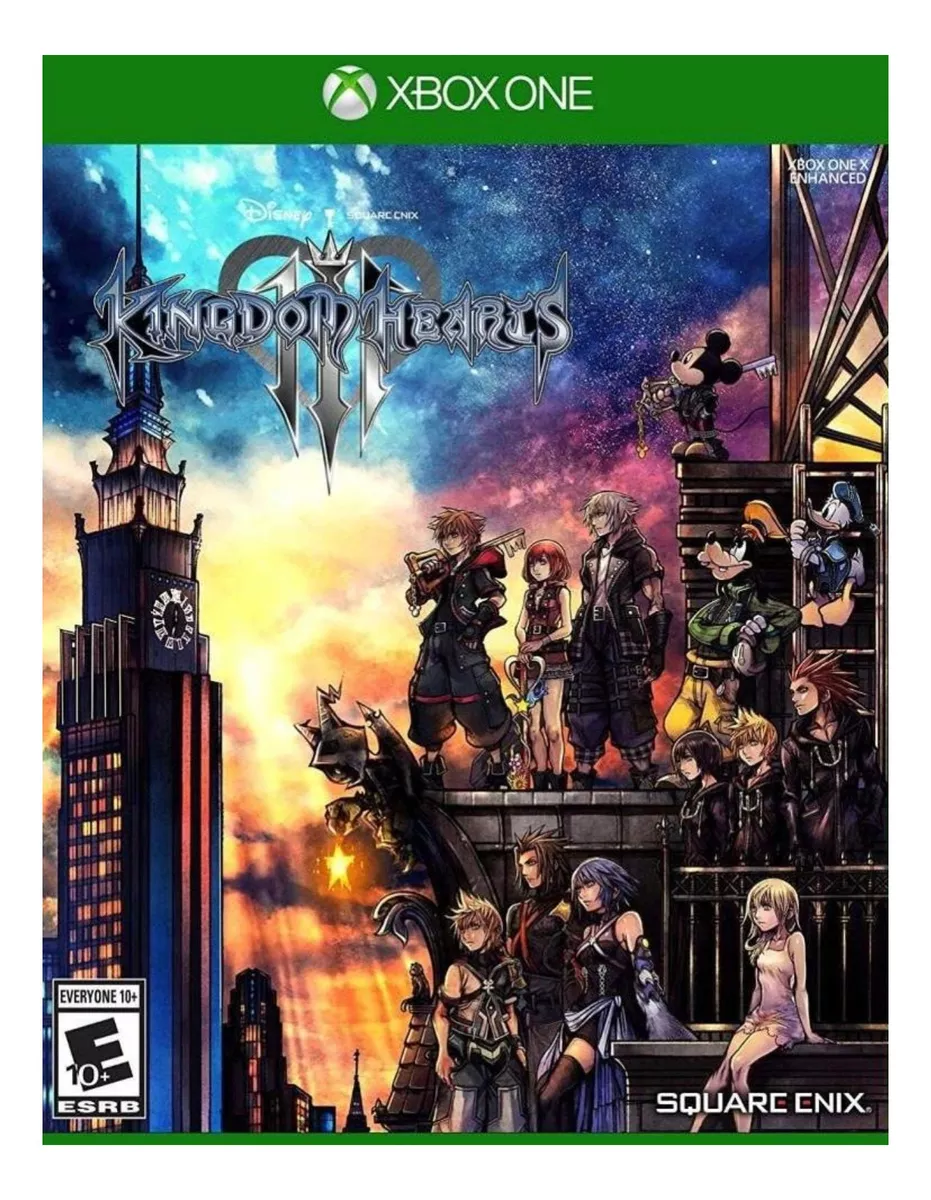 XBOX ONE
XBOX ONE X
ENHANCED
Disney SQUARE ENIX
KINGDOM HEARTS
III
EVERYONE 10+
E
10+
ESRB
SQUARE ENIX.